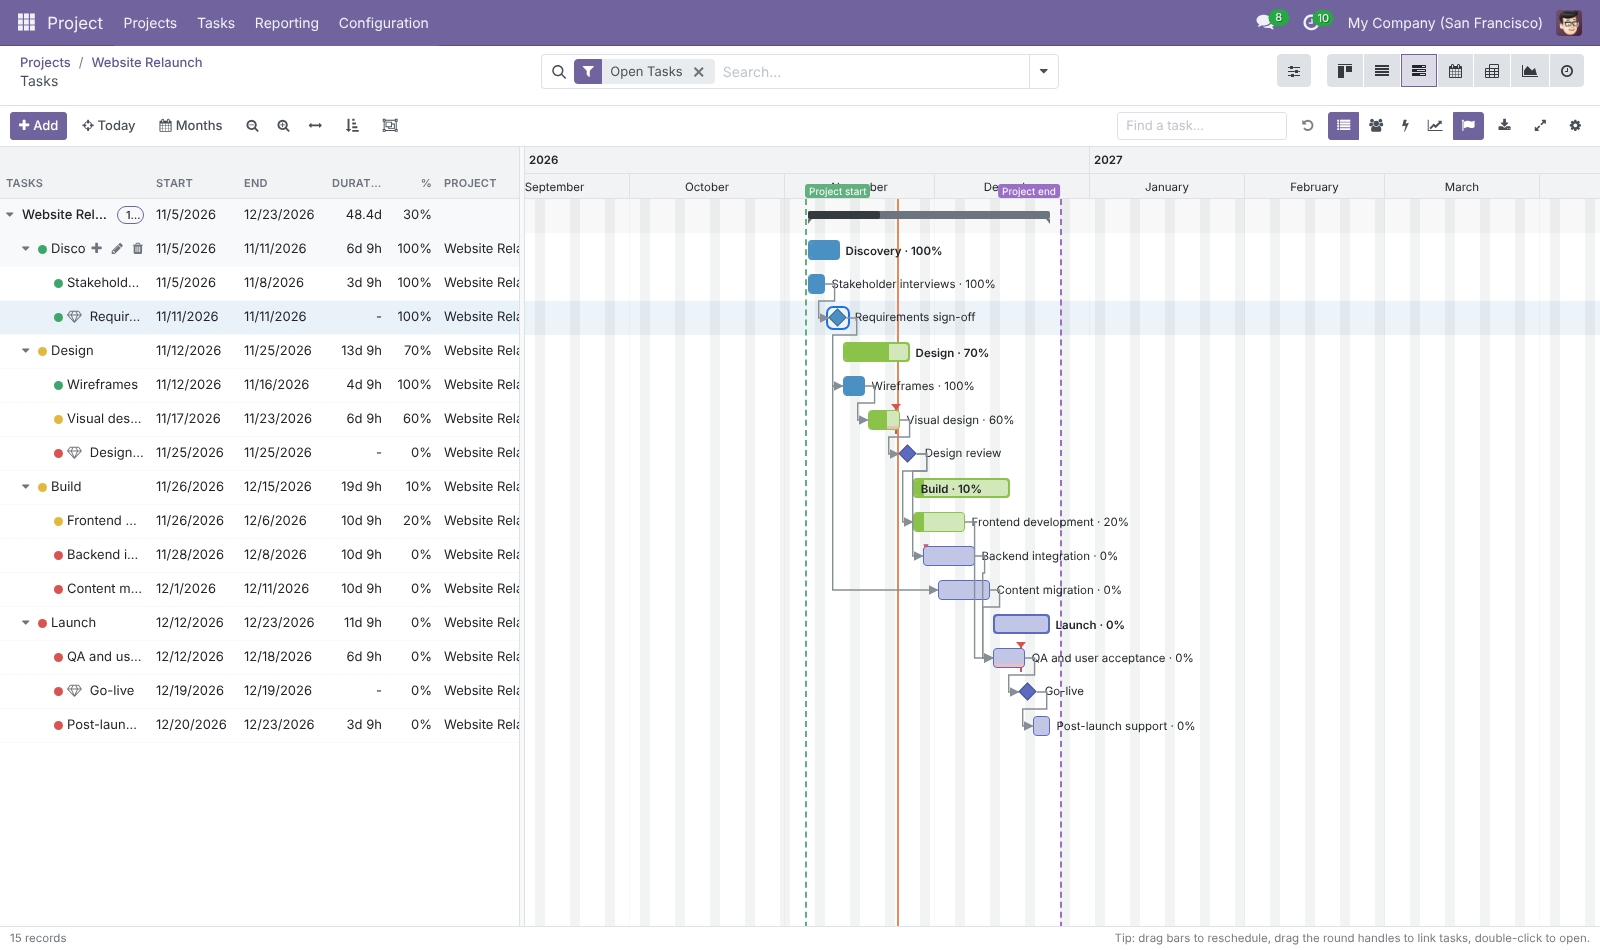 Project Projects Tasks Reporting Configuration 8 10 My Company (San Francisco)
Projects / Website Relaunch
Tasks
Open Tasks Search...
Add Today Months Find a task...
2026 2027
TASKS START END DURAT... % PROJECT
September October December January February March
Project start Project end
Website Rel... 1... 11/5/2026 12/23/2026 48.4d 30%
Disco 11/5/2026 11/11/2026 6d 9h 100% Website Rela
Discovery · 100%
Stakehold... 11/5/2026 11/8/2026 3d 9h 100% Website Rela
Stakeholder interviews · 100%
Requir... 11/11/2026 11/11/2026 - 100% Website Rela
Requirements sign-off
Design 11/12/2026 11/25/2026 13d 9h 70% Website Rela
Design · 70%
Wireframes 11/12/2026 11/16/2026 4d 9h 100% Website Rela
Wireframes · 100%
Visual des... 11/17/2026 11/23/2026 6d 9h 60% Website Rela
Visual design · 60%
Design... 11/25/2026 11/25/2026 - 0% Website Rela
Design review
Build 11/26/2026 12/15/2026 19d 9h 10% Website Rela
Build · 10%
Frontend ... 11/26/2026 12/6/2026 10d 9h 20% Website Rela
Frontend development · 20%
Backend i... 11/28/2026 12/8/2026 10d 9h 0% Website Rela
Backend integration · 0%
Content m... 12/1/2026 12/11/2026 10d 9h 0% Website Rela
Content migration · 0%
Launch 12/12/2026 12/23/2026 11d 9h 0% Website Rela
Launch · 0%
QA and us... 12/12/2026 12/18/2026 6d 9h 0% Website Rela
QA and user acceptance · 0%
Go-live 12/19/2026 12/19/2026 - 0% Website Rela
Go-live
Post-laun... 12/20/2026 12/23/2026 3d 9h 0% Website Rela
Post-launch support · 0%
15 records
Tip: drag bars to reschedule, drag the round handles to link tasks, double-click to open.